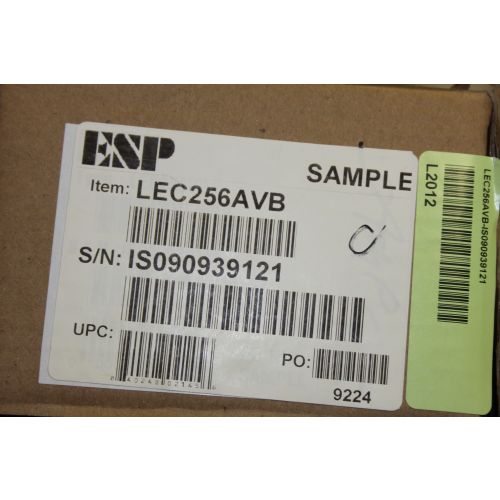 ESP
SAMPLE
Item: LEC256AVB
S/N: IS090939121
UPC:
PO:
9224
L2012
LEC256AVB-IS090939121